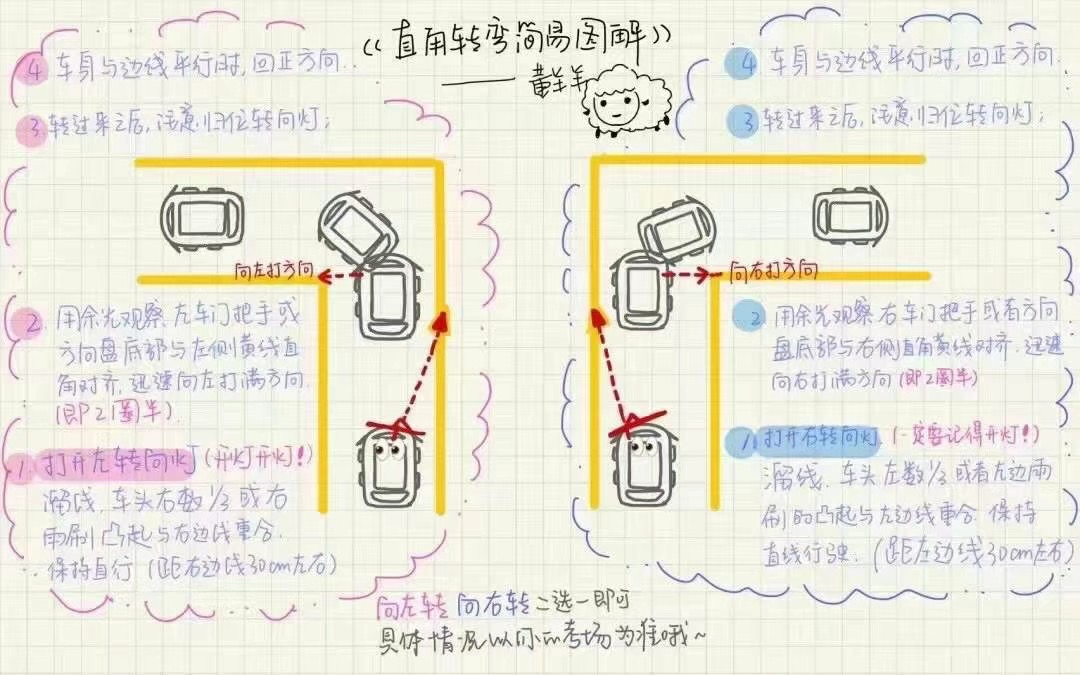 《直角转弯简易图解》
——黄羊羊
4 车身与边线平行时,回正方向.
3.转过来之后,注意归位转向灯;
向左打方向
2. 用余光观察左车门把手或
方向盘底部与左侧黄线直
角对齐,迅速向左打满方向.
(即2圈半).
1.打开左转向灯(开灯开灯!)
溜线,车头右数1/3或右
雨刷凸起与右边线重合.
保持直行(距右边线30cm左右)
4 车身与边线平行时,回正方向.
3 转过来之后,注意归位转向灯;
向右打方向
2 用余光观察右车门把手或者方向
盘底部与右侧直角黄线对齐.迅速
向右打满方向(即2圈半)
1.打开右转向灯(一定要记得开灯!)
溜线.车头左数1/3或者左边雨
刷的凸起与左边线重合.保持
直线行驶.(距左边线30cm左右)
向左转 向右转 二选一即可
具体情况以你的考场为准哦~